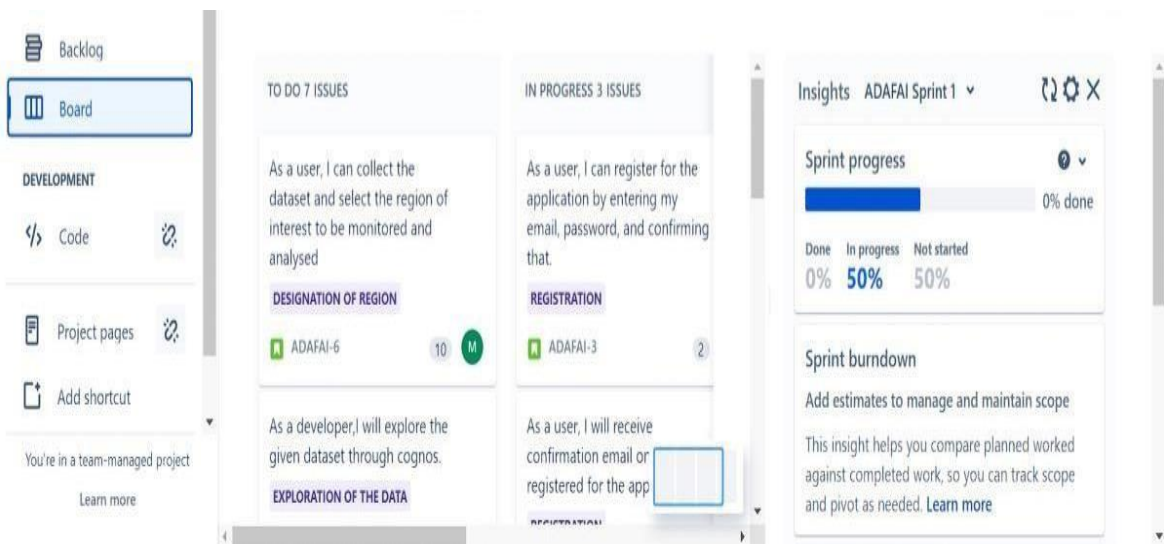 Backlog
Board
DEVELOPMENT
</> Code
Project pages
Add shortcut
You're in a team-managed project
Learn more
TO DO 7 ISSUES
As a user, I can collect the
dataset and select the region of
interest to be monitored and
analysed
DESIGNATION OF REGION
ADAFAI-6
10
M
As a developer,I will explore the
given dataset through cognos.
EXPLORATION OF THE DATA
IN PROGRESS 3 ISSUES
As a user, I can register for the
application by entering my
email, password, and confirming
that.
REGISTRATION
ADAFAI-3
2
As a user, I will receive
confirmation email or
registered for the app
REGISTRATION
Insights ADAFAI Sprint 1
Sprint progress
0% done
Done In progress Not started
0% 50% 50%
Sprint burndown
Add estimates to manage and maintain scope
This insight helps you compare planned worked
against completed work, so you can track scope
and pivot as needed. Learn more